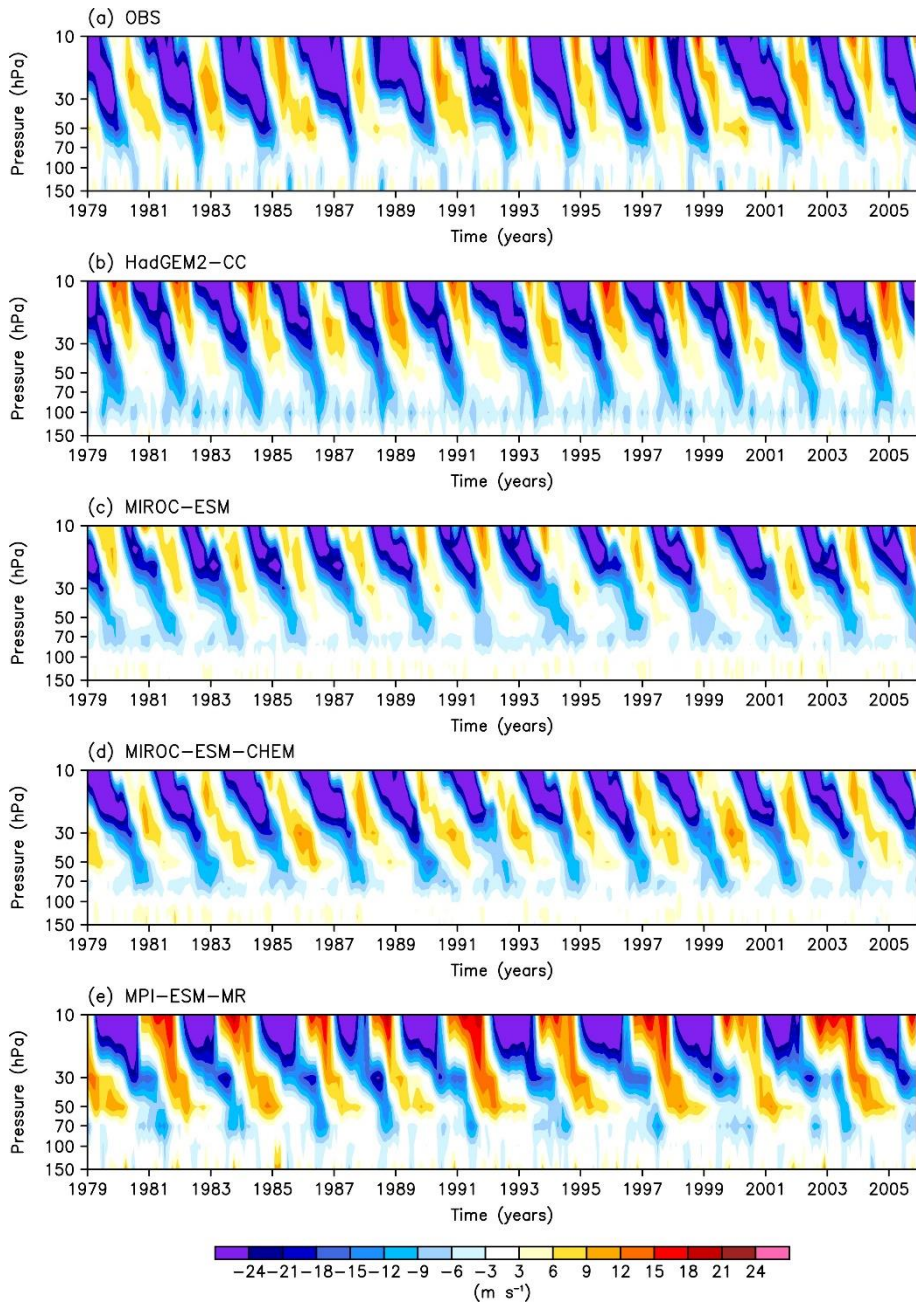 (a) OBS
Pressure (hPa)
10
30
50
70
100
150
1979 1981 1983 1985 1987 1989 1991 1993 1995 1997 1999 2001 2003 2005
Time (years)
(b) HadGEM2-CC
Pressure (hPa)
10
30
50
70
100
150
1979 1981 1983 1985 1987 1989 1991 1993 1995 1997 1999 2001 2003 2005
Time (years)
(c) MIROC-ESM
Pressure (hPa)
10
30
50
70
100
150
1979 1981 1983 1985 1987 1989 1991 1993 1995 1997 1999 2001 2003 2005
Time (years)
(d) MIROC-ESM-CHEM
Pressure (hPa)
10
30
50
70
100
150
1979 1981 1983 1985 1987 1989 1991 1993 1995 1997 1999 2001 2003 2005
Time (years)
(e) MPI-ESM-MR
Pressure (hPa)
10
30
50
70
100
150
1979 1981 1983 1985 1987 1989 1991 1993 1995 1997 1999 2001 2003 2005
Time (years)
-24 -21 -18 -15 -12 -9 -6 -3 3 6 9 12 15 18 21 24
(m s⁻¹)